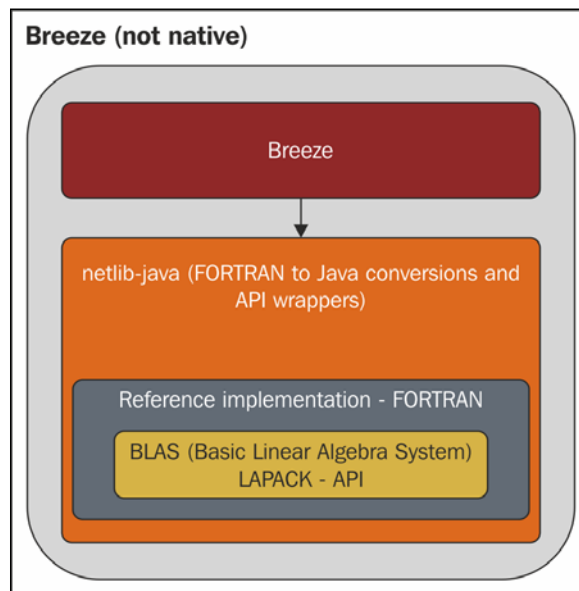 Breeze (not native)
Breeze
netlib-java (FORTRAN to Java conversions and
API wrappers)
Reference implementation - FORTRAN
BLAS (Basic Linear Algebra System)
LAPACK - API